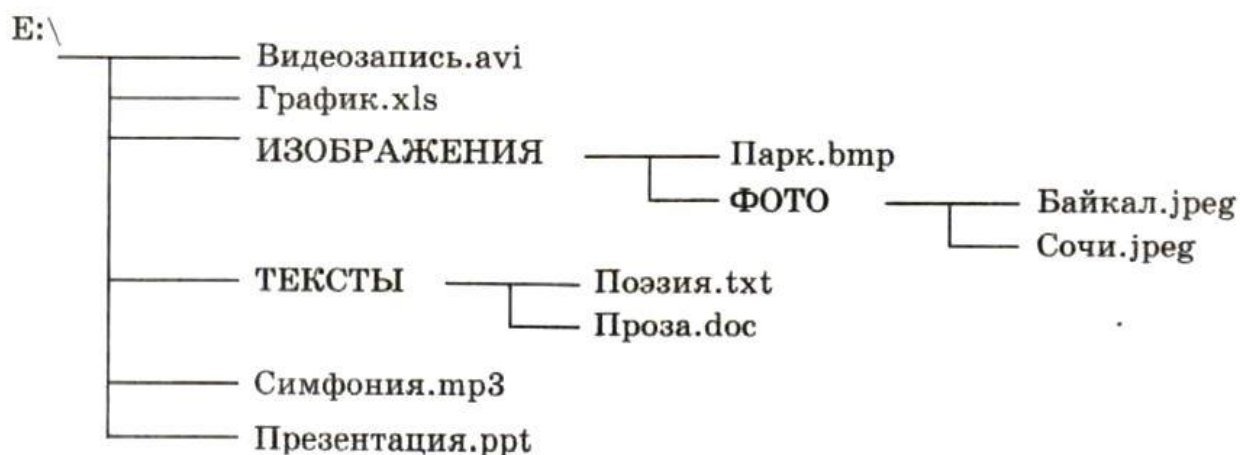 E:\
Видеозапись.avi
График.xls
ИЗОБРАЖЕНИЯ Парк.bmp
ФОТО Байкал.jpeg
Сочи.jpeg
ТЕКСТЫ Поэзия.txt
Проза.doc
Симфония.mp3
Презентация.ppt